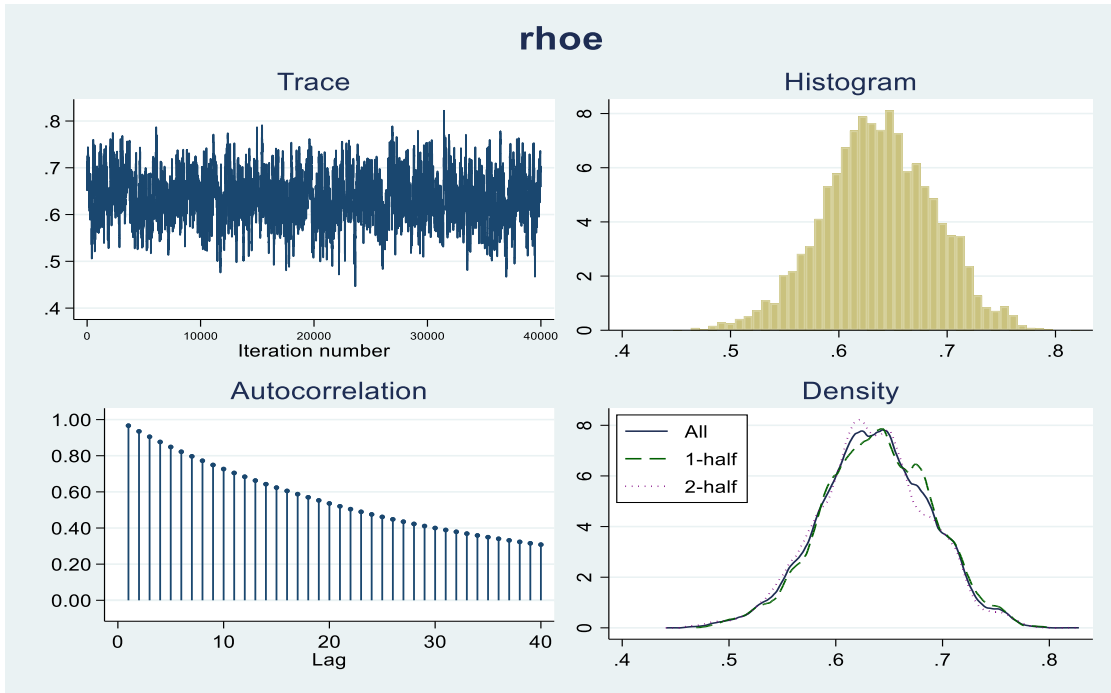 rhoe
Trace
.8
.7
.6
.5
.4
0 10000 20000 30000 40000
Iteration number
Histogram
8
6
4
2
0
.4 .5 .6 .7 .8
Autocorrelation
1.00
0.80
0.60
0.40
0.20
0.00
0 10 20 30 40
Lag
Density
8
6
4
2
0
All
1-half
2-half
.4 .5 .6 .7 .8